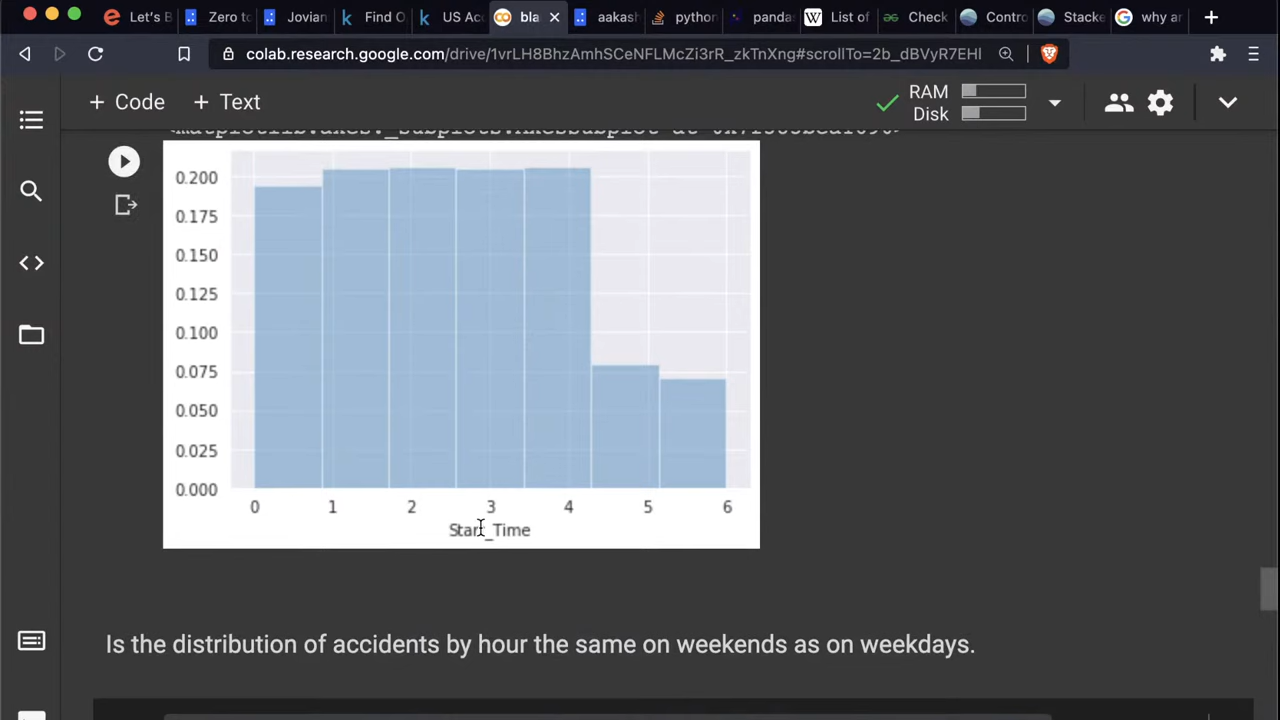 Let's B Zero to Jovian Find O US Acc bla aakash python panda List of Check Contro Stacke why ar
colab.research.google.com/drive/1vrLH8BhzAmhSCeNFLMcZi3rR_zkTnXng#scrollTo=2b_dBVyR7EHl
+ Code + Text
RAM
Disk
0.200
0.175
0.150
0.125
0.100
0.075
0.050
0.025
0.000
0 1 2 3 4 5 6
Start_Time
Is the distribution of accidents by hour the same on weekends as on weekdays.